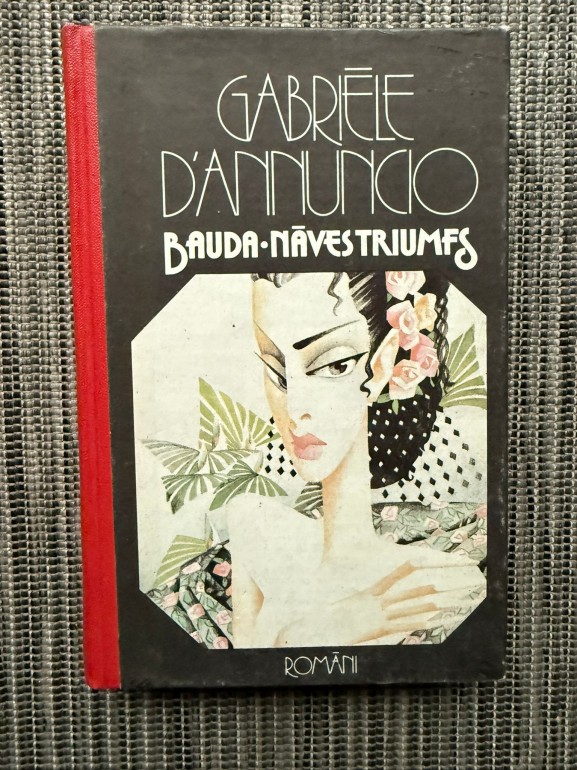 GABRIĒLE
D'ANNUNCIO
BAUDA·NĀVES TRIUMFS
ROMĀNI